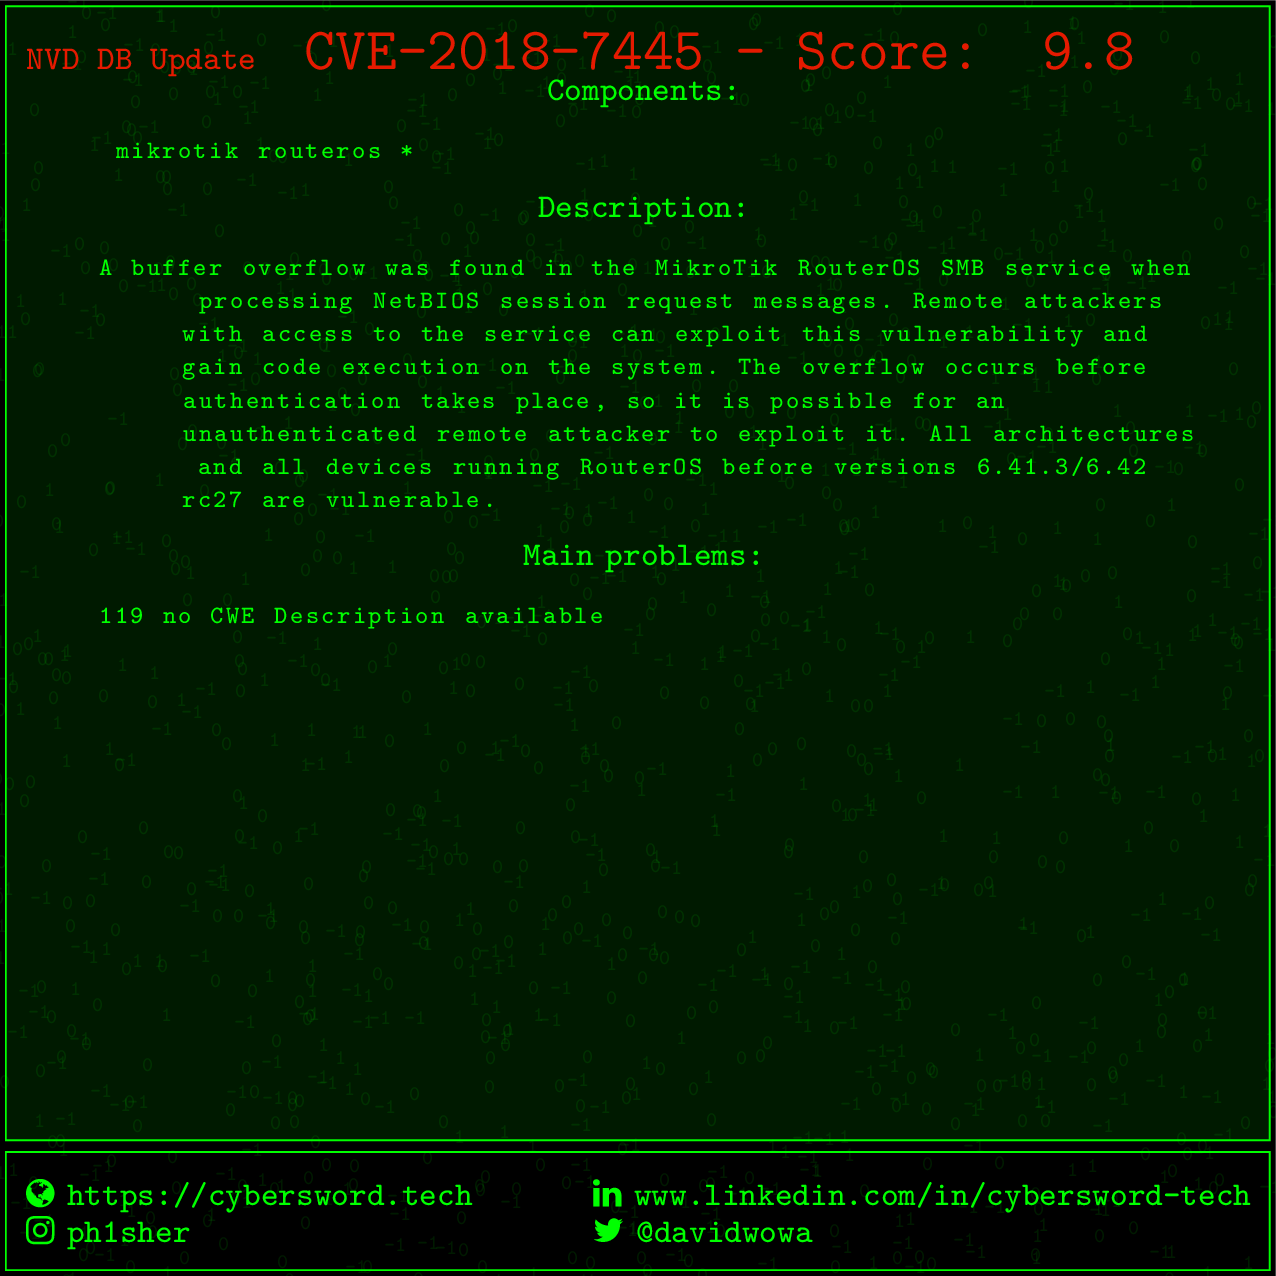 NVD DB Update CVE-2018-7445 - Score: 9.8
Components:
mikrotik routeros *
Description:
A buffer overflow was found in the MikroTik RouterOS SMB service when
processing NetBIOS session request messages. Remote attackers
with access to the service can exploit this vulnerability and
gain code execution on the system. The overflow occurs before
authentication takes place, so it is possible for an
unauthenticated remote attacker to exploit it. All architectures
and all devices running RouterOS before versions 6.41.3/6.42
rc27 are vulnerable.
Main problems:
119 no CWE Description available
https://cybersword.tech
www.linkedin.com/in/cybersword-tech
ph1sher
@davidwowa